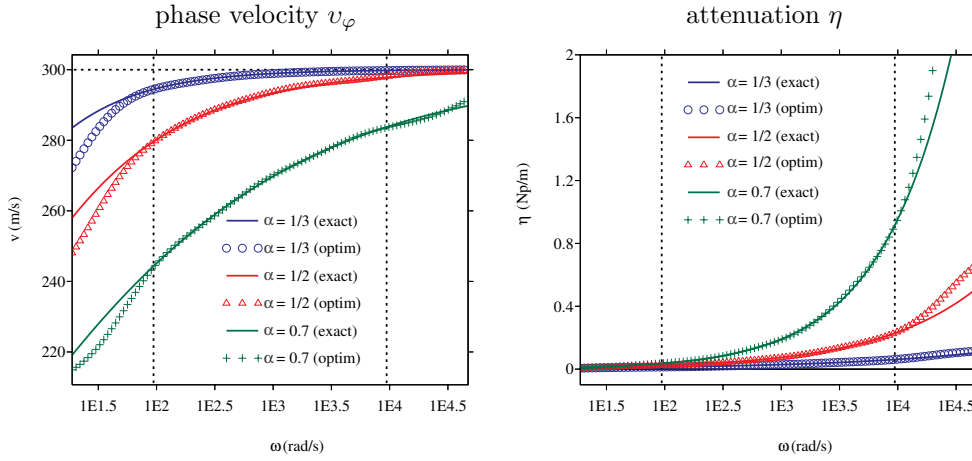 phase velocity vφ
300
280
260
240
220
v (m/s)
α = 1/3 (exact)
α = 1/3 (optim)
α = 1/2 (exact)
α = 1/2 (optim)
α = 0.7 (exact)
α = 0.7 (optim)
1E1.5 1E2 1E2.5 1E3 1E3.5 1E4 1E4.5
ω (rad/s)
attenuation η
2
1.6
1.2
0.8
0.4
0
η (Np/m)
α = 1/3 (exact)
α = 1/3 (optim)
α = 1/2 (exact)
α = 1/2 (optim)
α = 0.7 (exact)
α = 0.7 (optim)
1E1.5 1E2 1E2.5 1E3 1E3.5 1E4 1E4.5
ω (rad/s)